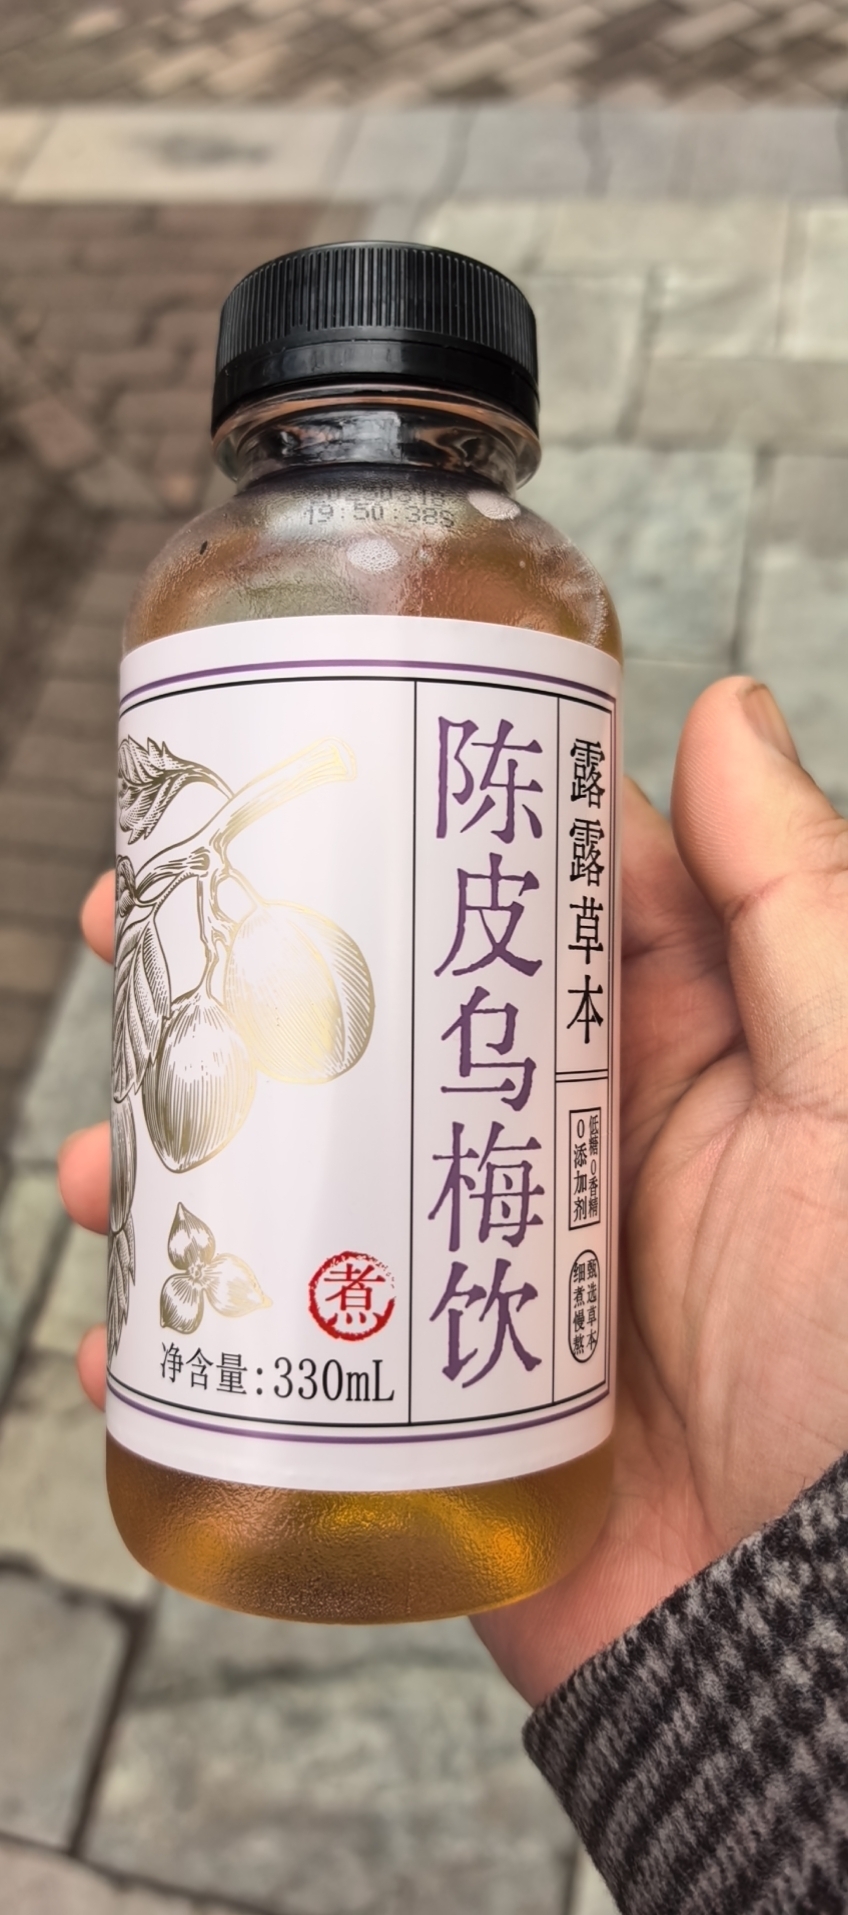 19:50:38S
露露草本
低糖0香精
0添加剂
甄选草本
细煮慢熬
陈皮乌梅饮
煮
净含量:330mL